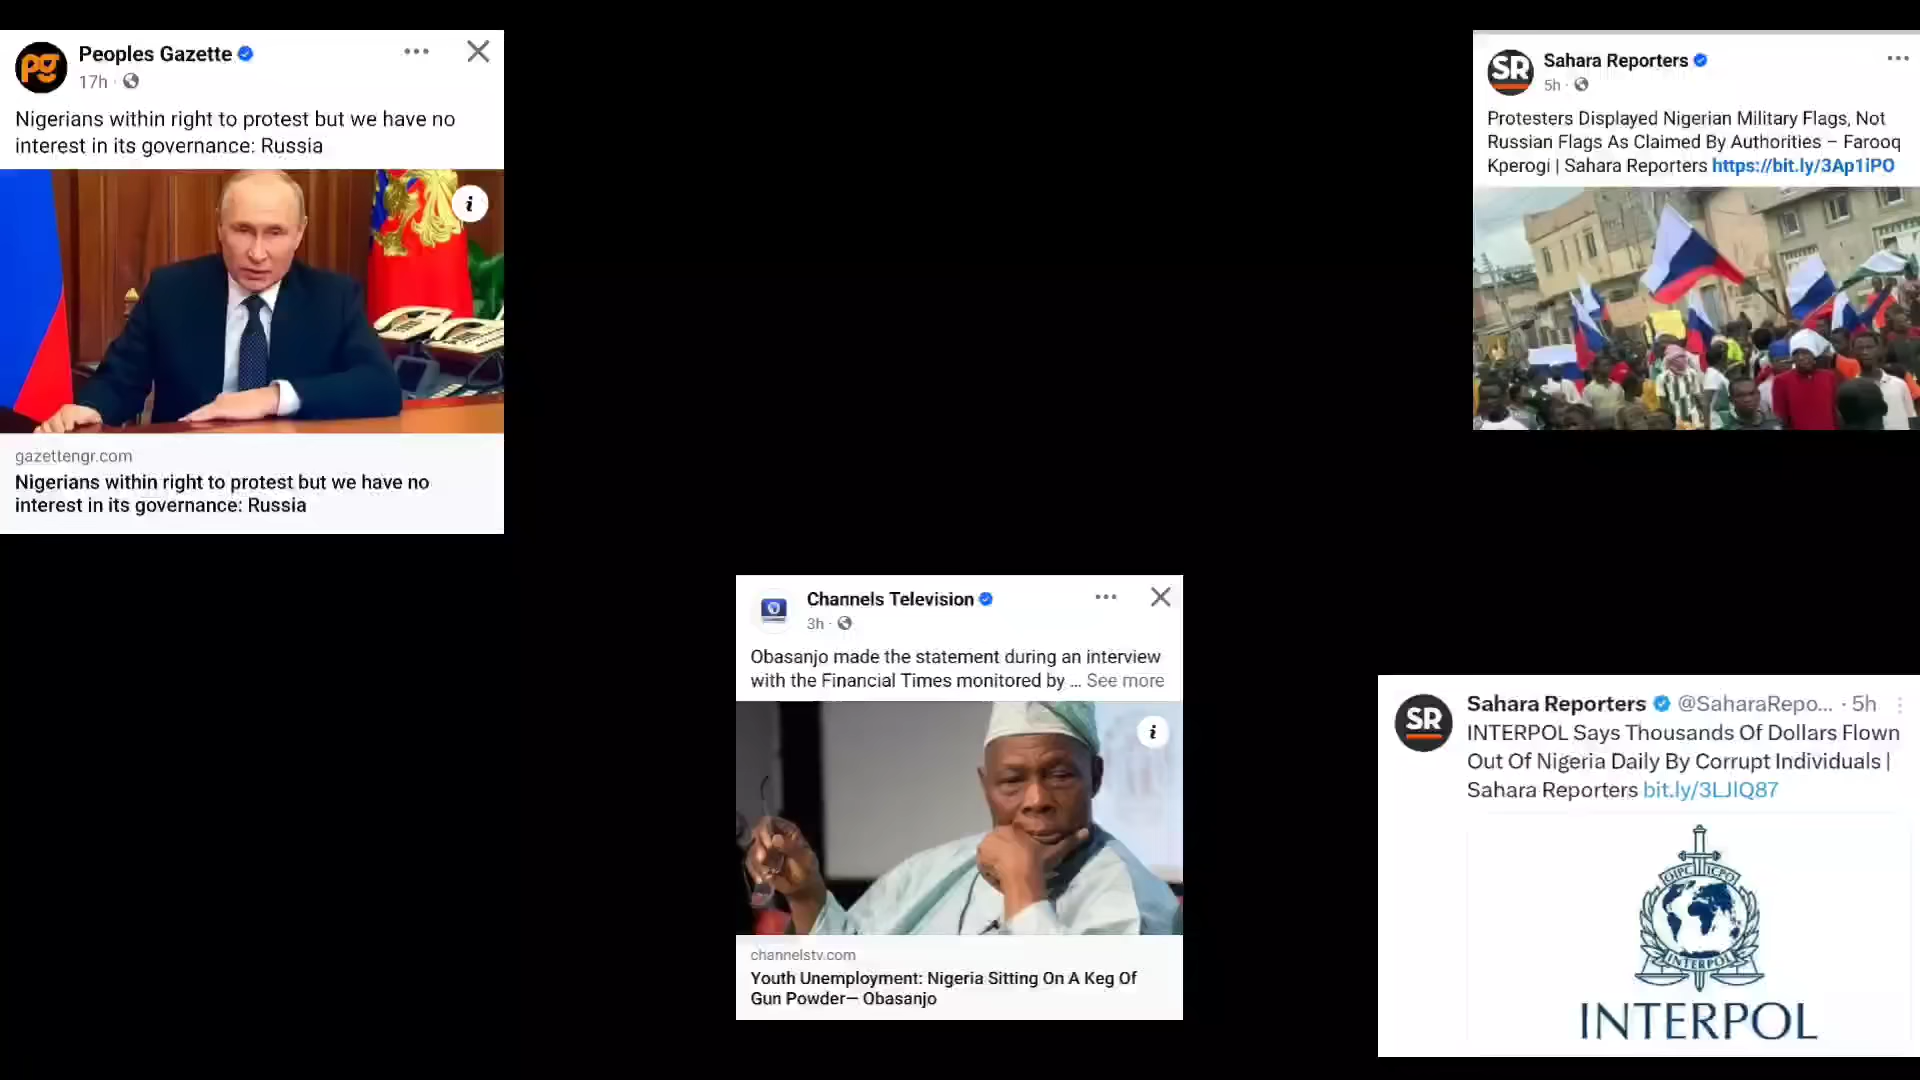 Peoples Gazette
17h ·
Nigerians within right to protest but we have no
interest in its governance: Russia
gazettengr.com
Nigerians within right to protest but we have no
interest in its governance: Russia
SR
Sahara Reporters
5h ·
Protesters Displayed Nigerian Military Flags, Not
Russian Flags As Claimed By Authorities – Farooq
Kperogi | Sahara Reporters https://bit.ly/3Ap1iPO
Channels Television
3h ·
Obasanjo made the statement during an interview
with the Financial Times monitored by ... See more
channelstv.com
Youth Unemployment: Nigeria Sitting On A Keg Of
Gun Powder— Obasanjo
SR
Sahara Reporters @SaharaRepo... · 5h
INTERPOL Says Thousands Of Dollars Flown
Out Of Nigeria Daily By Corrupt Individuals |
Sahara Reporters bit.ly/3LJIQ87
OIPC ICPO
INTERPOL
INTERPOL